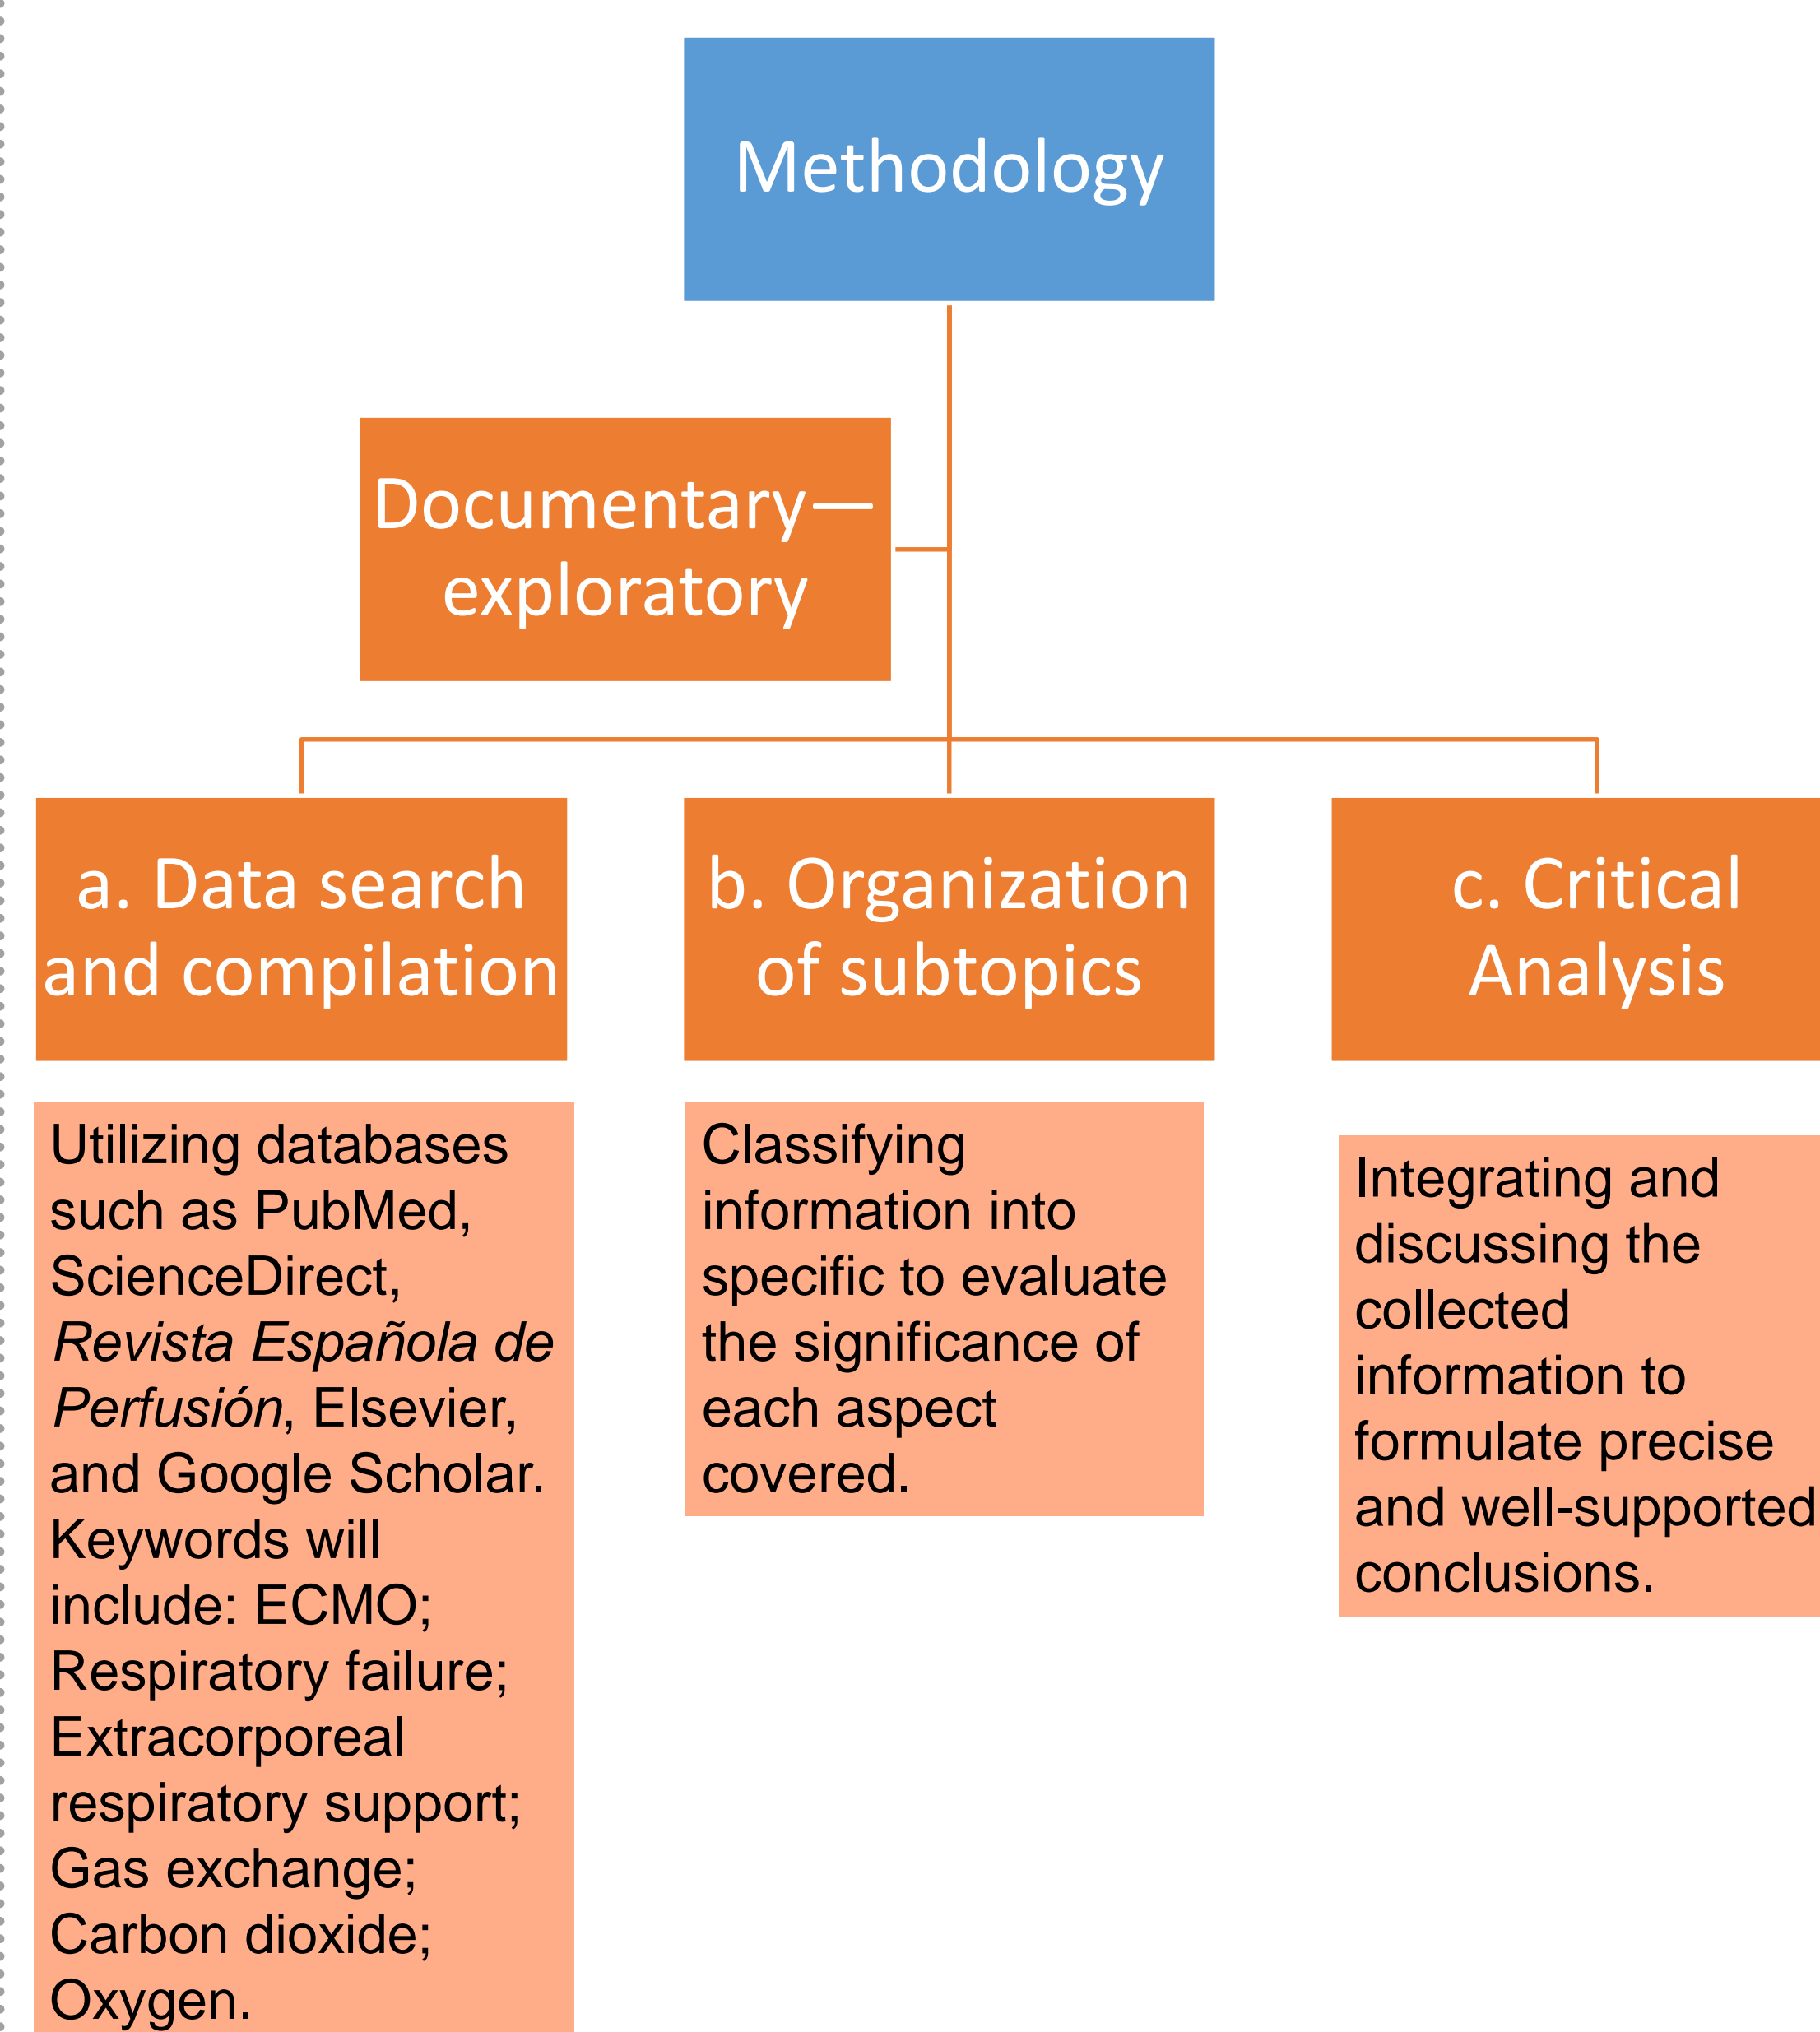 Methodology
Documentary—
exploratory
a. Data search
and compilation
b. Organization
of subtopics
c. Critical
Analysis
Utilizing databases
such as PubMed,
ScienceDirect,
Revista Española de
Perfusión, Elsevier,
and Google Scholar.
Keywords will
include: ECMO;
Respiratory failure;
Extracorporeal
respiratory support;
Gas exchange;
Carbon dioxide;
Oxygen.
Classifying
information into
specific to evaluate
the significance of
each aspect
covered.
Integrating and
discussing the
collected
information to
formulate precise
and well-supported
conclusions.